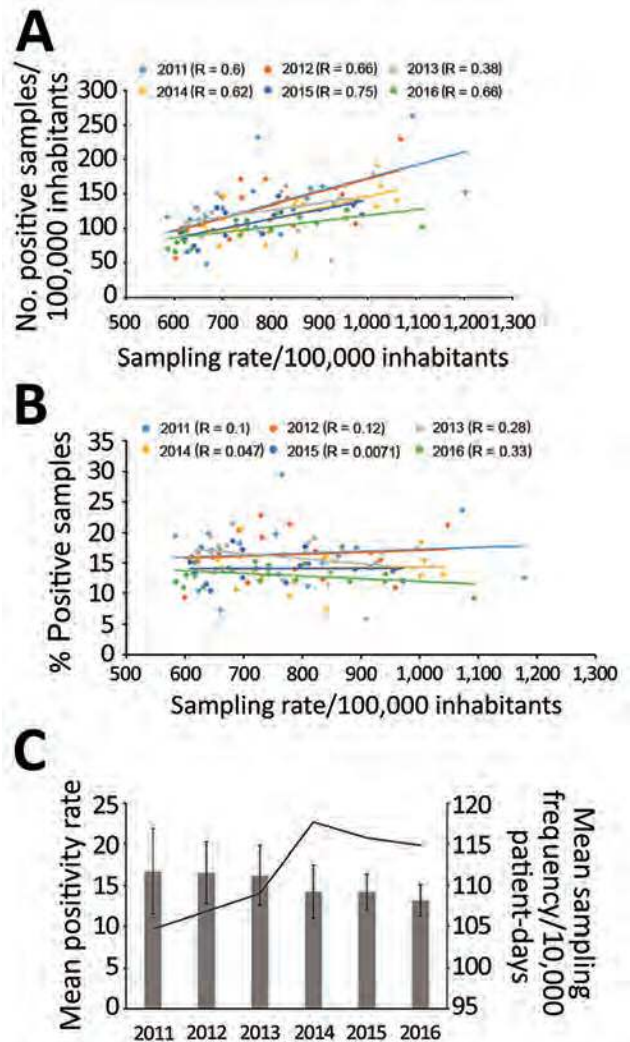 A
2011 (R = 0.6) 2012 (R = 0.66) 2013 (R = 0.38)
2014 (R = 0.62) 2015 (R = 0.75) 2016 (R = 0.66)
No. positive samples/
100,000 inhabitants
300
250
200
150
100
50
0
500 600 700 800 900 1,000 1,100 1,200 1,300
Sampling rate/100,000 inhabitants
B
2011 (R = 0.1) 2012 (R = 0.12) 2013 (R = 0.28)
2014 (R = 0.047) 2015 (R = 0.0071) 2016 (R = 0.33)
% Positive samples
35
30
25
20
15
10
5
0
500 600 700 800 900 1,000 1,100 1,200 1,300
Sampling rate/100,000 inhabitants
C
Mean positivity rate
25
20
15
10
5
0
120
115
110
105
100
95
Mean sampling
frequency/10,000
patient-days
2011 2012 2013 2014 2015 2016